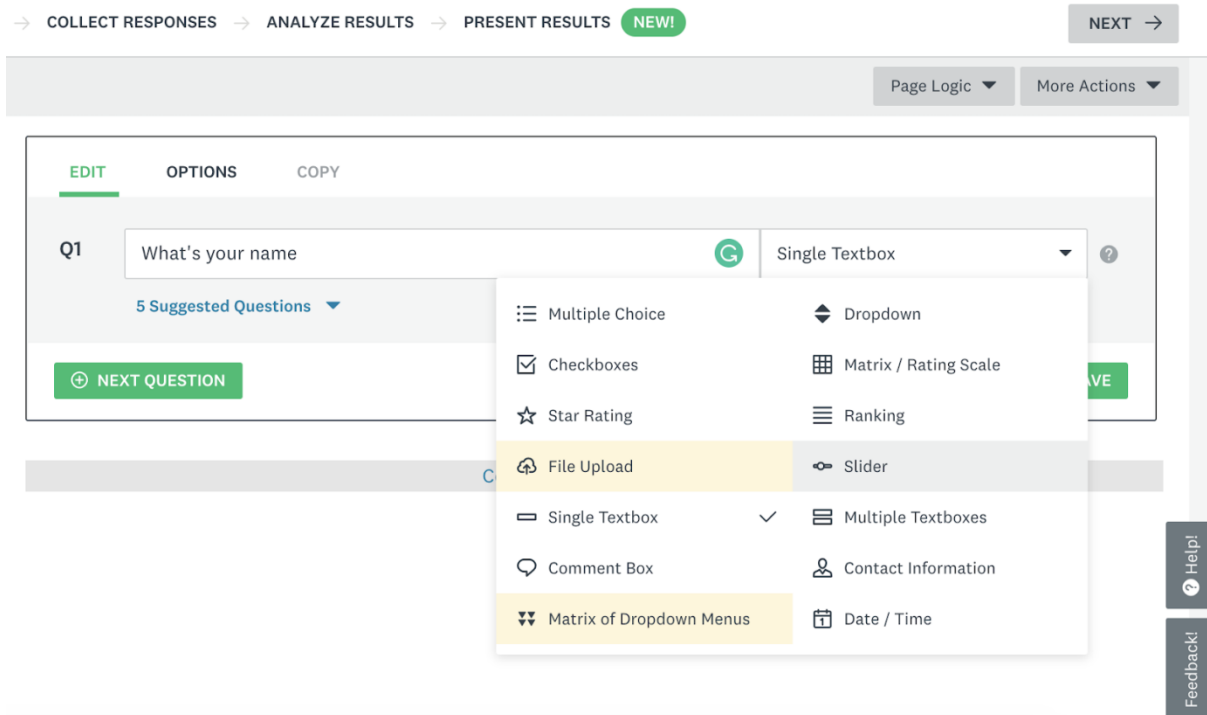 COLLECT RESPONSES → ANALYZE RESULTS → PRESENT RESULTS NEW!
NEXT →
Page Logic
More Actions
EDIT OPTIONS COPY
Q1
What's your name
Single Textbox
5 Suggested Questions
NEXT QUESTION
Multiple Choice
Dropdown
Checkboxes
Matrix / Rating Scale
Star Rating
Ranking
File Upload
Slider
Single Textbox
Multiple Textboxes
Comment Box
Contact Information
Matrix of Dropdown Menus
Date / Time
Help!
Feedback!